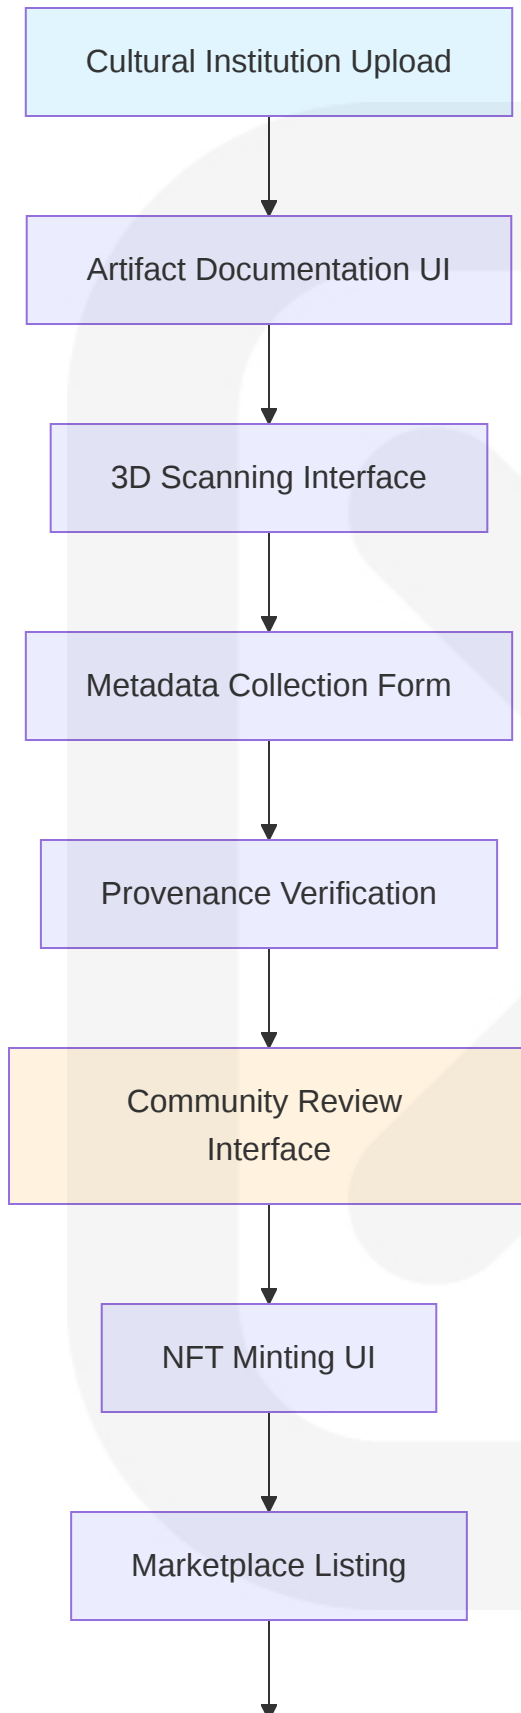 Cultural Institution Upload
Artifact Documentation UI
3D Scanning Interface
Metadata Collection Form
Provenance Verification
Community Review
Interface
NFT Minting UI
Marketplace Listing